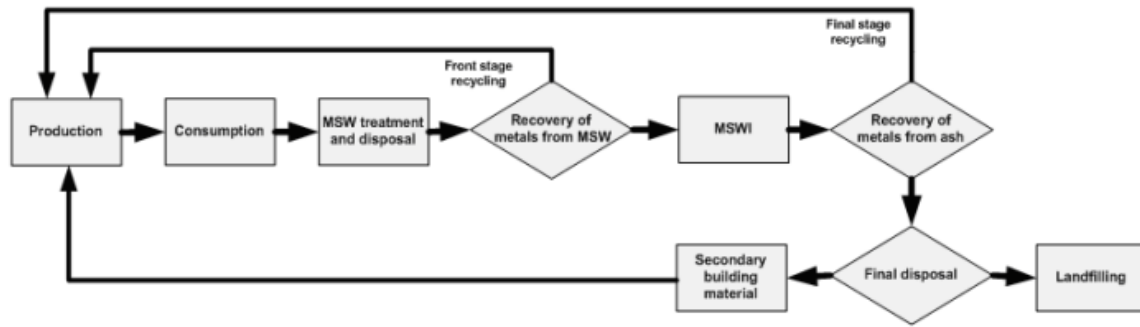 Final stage
recycling
Front stage
recycling
Production
Consumption
MSW treatment
and disposal
Recovery of
metals from MSW
MSWI
Recovery of
metals from ash
Secondary
building
material
Final disposal
Landfilling